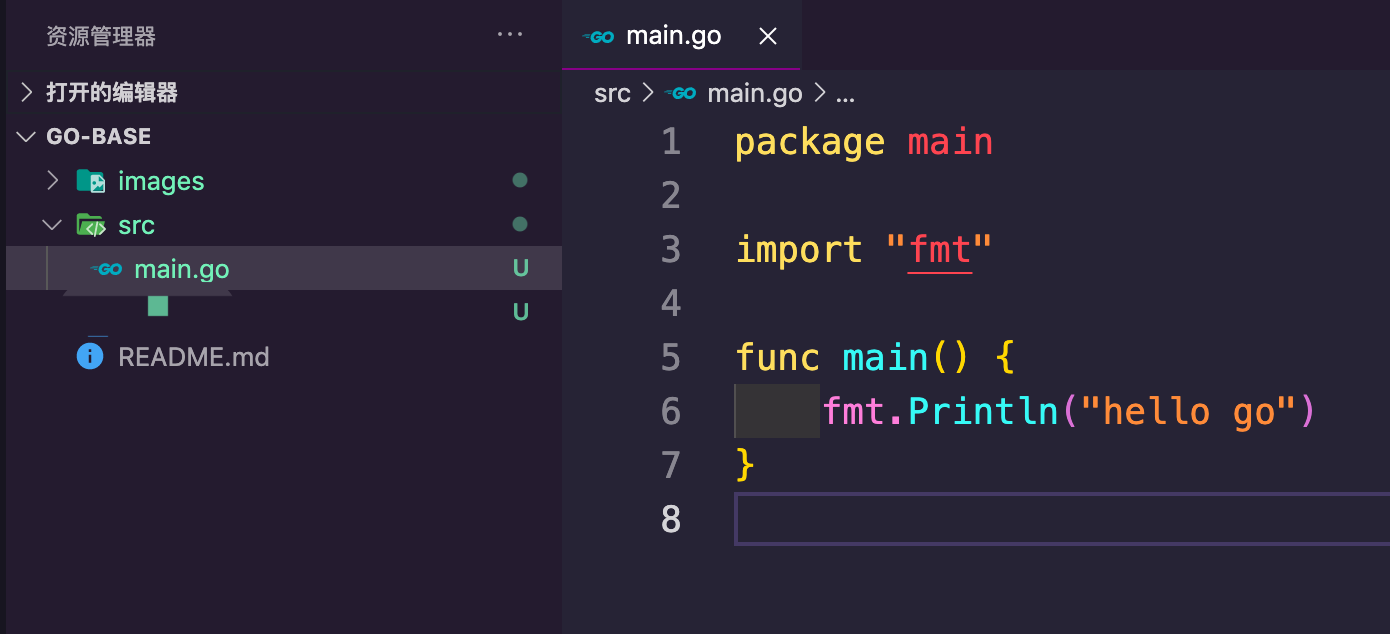 资源管理器 ...
打开的编辑器
GO-BASE
images
src
main.go U
U
README.md
GO main.go
src > GO main.go > ...
1 package main
2
3 import "fmt"
4
5 func main() {
6 fmt.Println("hello go")
7 }
8